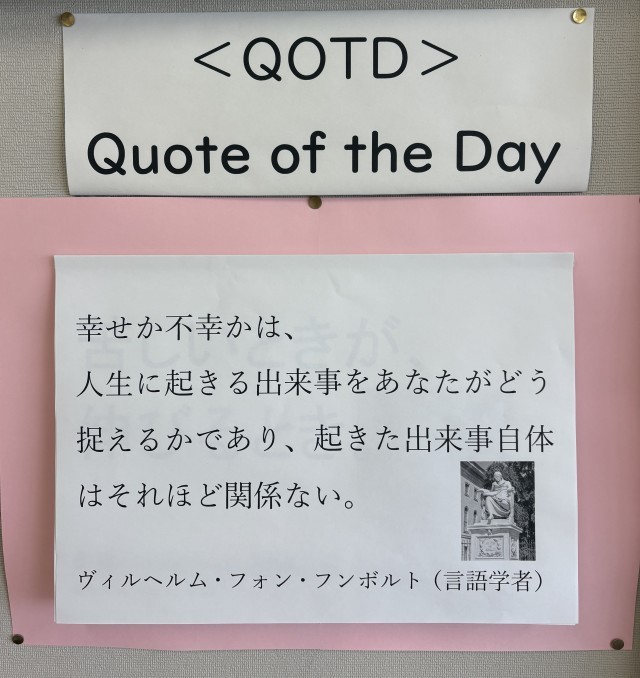 ＜QOTD＞
Quote of the Day
幸せか不幸かは、
人生に起きる出来事をあなたがどう
捉えるかであり、起きた出来事自体
はそれほど関係ない。
ヴィルヘルム・フォン・フンボルト（言語学者）